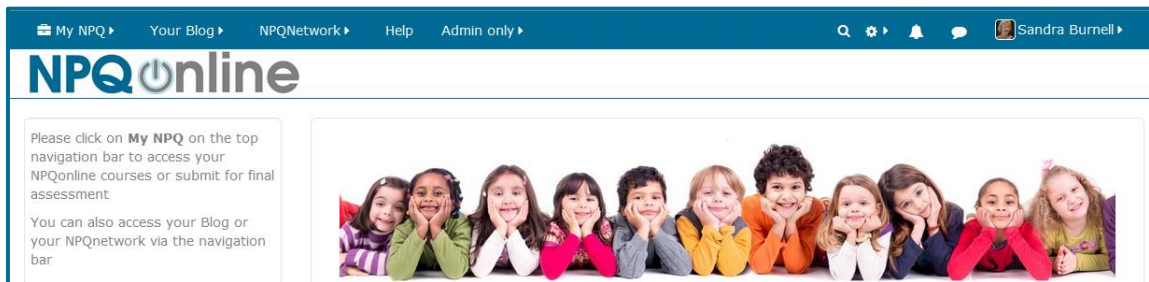 My NPQ Your Blog NPQNetwork Help Admin only Sandra Burnell
NPQonline
Please click on My NPQ on the top
navigation bar to access your
NPQonline courses or submit for final
assessment
You can also access your Blog or
your NPQnetwork via the navigation
bar